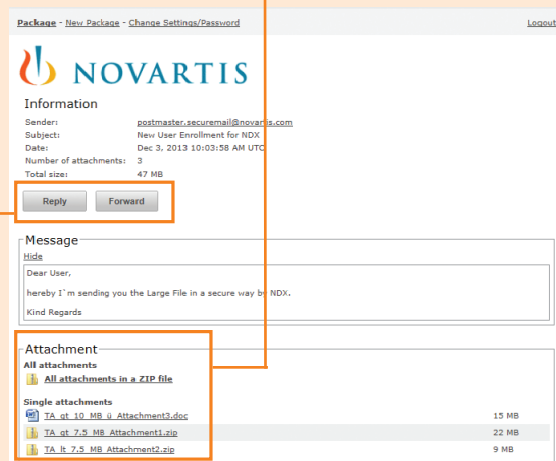 Package - New Package - Change Settings/Password Logout
NOVARTIS
Information
Sender: postmaster.securemail@novartis.com
Subject: New User Enrollment for NDX
Date: Dec 3, 2013 10:03:58 AM UTC
Number of attachments: 3
Total size: 47 MB
Reply Forward
Message
Hide
Dear User,
hereby I`m sending you the Large File in a secure way by NDX.
Kind Regards
Attachment
All attachments
All attachments in a ZIP file
Single attachments
TA_gt_10_MB_ü_Attachment3.doc 15 MB
TA_gt_7.5_MB_Attachment1.zip 22 MB
TA_lt_7.5_MB_Attachment2.zip 9 MB